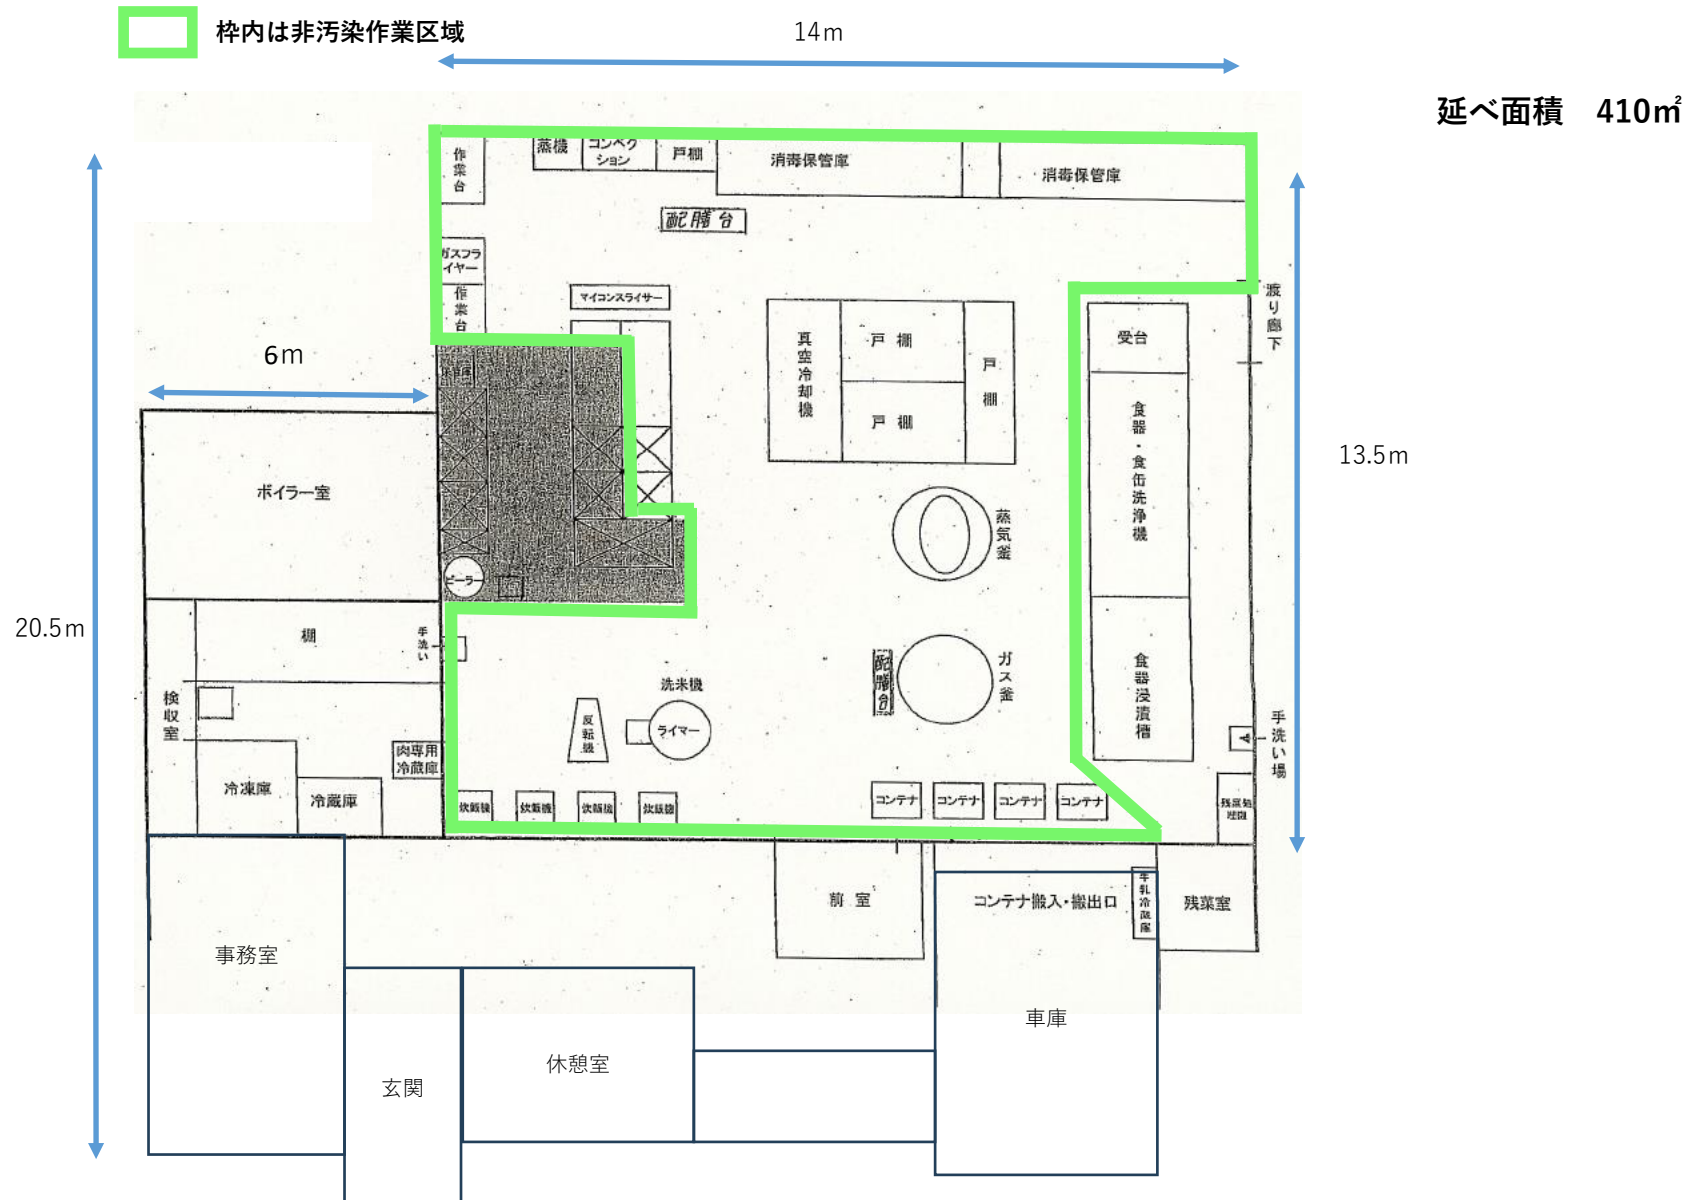 枠内は非汚染作業区域
14m
延べ面積　410㎡
作業台
蒸機
コンベクション
戸棚
消毒保管庫
消毒保管庫
配膳台
ガスフライヤー
作業台
マイコンスライサー
渡り廊下
6m
真空冷却機
戸棚
戸棚
戸棚
受台
食器・食缶洗浄機
13.5m
ボイラー室
蒸気釜
ピーラー
20.5m
棚
手洗い
検収室
洗米機
ライマー
反転機
配膳台
ガス釜
食器浸漬槽
手洗い場
肉専用
冷蔵庫
冷凍庫
冷蔵庫
炊飯機
炊飯機
炊飯機
炊飯機
コンテナ
コンテナ
コンテナ
コンテナ
前室
コンテナ搬入・搬出口
牛乳冷蔵庫
残菜室
事務室
車庫
休憩室
玄関